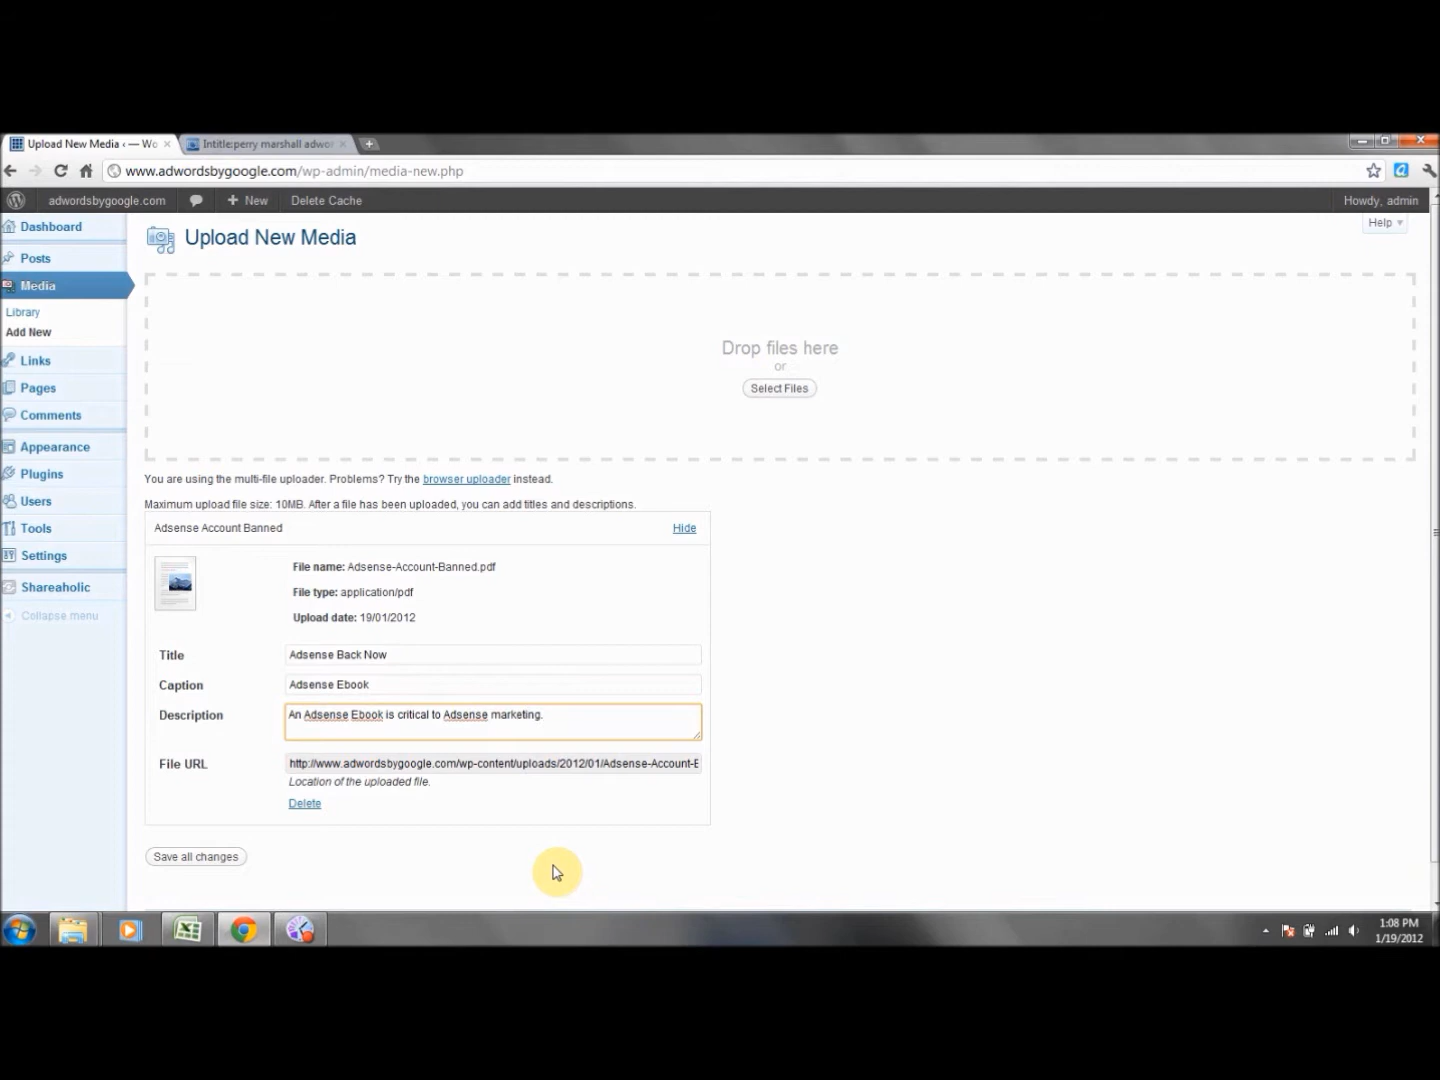 Upload New Media ‹ — Wo
Intitle:perry marshall adwor
www.adwordsbygoogle.com/wp-admin/media-new.php
adwordsbygoogle.com
New
Delete Cache
Howdy, admin
Help
Dashboard
Posts
Media
Library
Add New
Links
Pages
Comments
Appearance
Plugins
Users
Tools
Settings
Shareaholic
Collapse menu
Upload New Media
Drop files here
or
Select Files
You are using the multi-file uploader. Problems? Try the browser uploader instead.
Maximum upload file size: 10MB. After a file has been uploaded, you can add titles and descriptions.
Adsense Account Banned
Hide
File name: Adsense-Account-Banned.pdf
File type: application/pdf
Upload date: 19/01/2012
Title
Adsense Back Now
Caption
Adsense Ebook
Description
An Adsense Ebook is critical to Adsense marketing.
File URL
http://www.adwordsbygoogle.com/wp-content/uploads/2012/01/Adsense-Account-E
Location of the uploaded file.
Delete
Save all changes
1:08 PM
1/19/2012